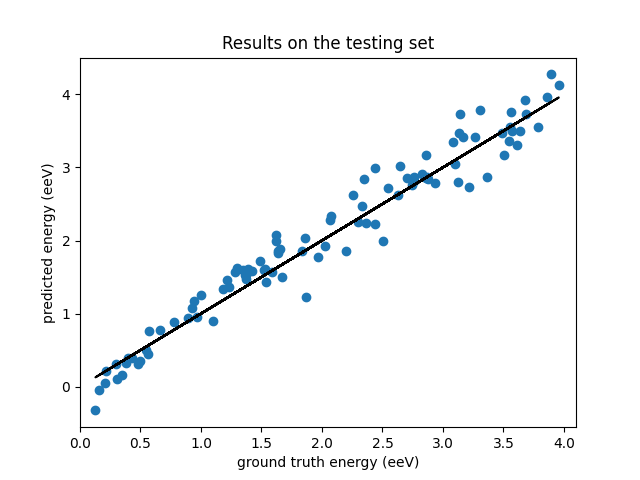 Results on the testing set
predicted energy (eeV)
4
3
2
1
0
0.0 0.5 1.0 1.5 2.0 2.5 3.0 3.5 4.0
ground truth energy (eeV)